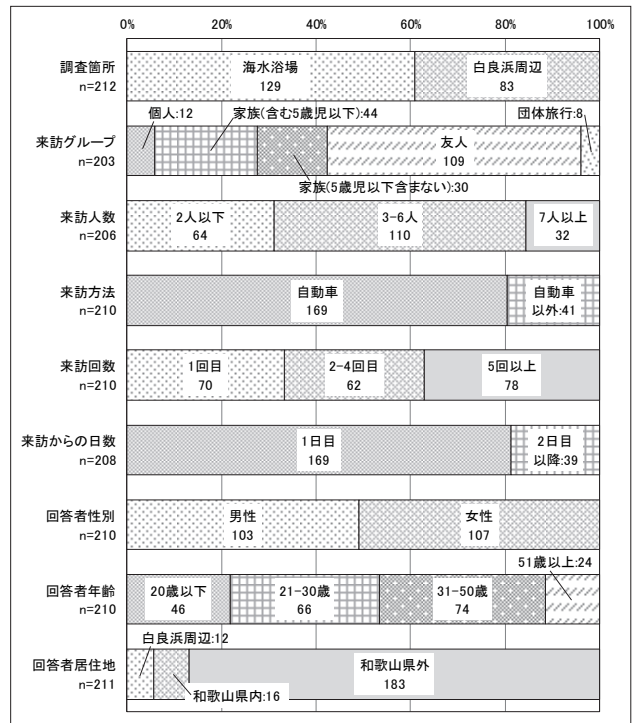 0% 20% 40% 60% 80% 100%
調査箇所
n=212
海水浴場
129
白良浜周辺
83
個人:12
家族(含む5歳児以下):44
団体旅行:8
来訪グループ
n=203
友人
109
家族(5歳児以下含まない):30
来訪人数
n=206
2人以下
64
3-6人
110
7人以上
32
来訪方法
n=210
自動車
169
自動車
以外:41
来訪回数
n=210
1回目
70
2-4回目
62
5回以上
78
来訪からの日数
n=208
1日目
169
2日目
以降:39
回答者性別
n=210
男性
103
女性
107
51歳以上:24
回答者年齢
n=210
20歳以下
46
21-30歳
66
31-50歳
74
白良浜周辺:12
回答者居住地
n=211
和歌山県内:16
和歌山県外
183